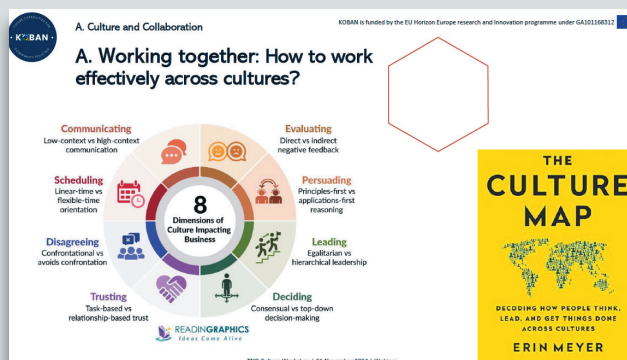 KOBAN
A. Culture and Collaboration
KOBAN is funded by the EU Horizon Europe research and Innovation programme under GA101168312
A. Working together: How to work
effectively across cultures?
Communicating
Low-context vs high-context
communication
Evaluating
Direct vs indirect
negative feedback
Scheduling
Linear-time vs
flexible-time
orientation
Persuading
Principles-first vs
applications-first
reasoning
8
Dimensions of
Culture Impacting
Business
Disagreeing
Confrontational vs
avoids confrontation
Leading
Egalitarian vs
hierarchical leadership
Trusting
Task-based vs
relationship-based trust
Deciding
Consensual vs top-down
decision-making
READINGRAPHICS
Ideas Come Alive
THE
CULTURE
MAP
DECODING HOW PEOPLE THINK,
LEAD, AND GET THINGS DONE
ACROSS CULTURES
ERIN MEYER